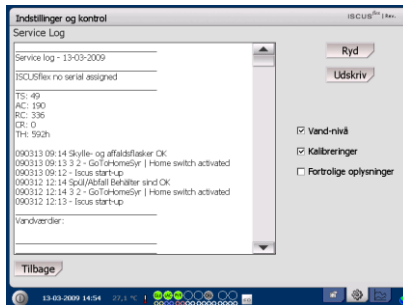 Indstillinger og kontrol
ISCUSflex
Service Log
Service log - 13-03-2009
ISCUSflex no serial assigned
TS: 49
AC: 190
RC: 336
CR: 0
TH: 592h
090313 09:14 Skylle- og affaldsflasker OK
090313 09:13 3 2 - GoToHomeSyr | Home switch activated
090313 09:12 - Iscus start-up
090312 12:14 Spül/Abfall Behälter sind OK
090312 12:14 3 2 - GoToHomeSyr | Home switch activated
090312 12:13 - Iscus start-up
Vandværdier:
Ryd
Udskriv
Vand-nivå
Kalibreringer
Fortrolige oplysninger
Tilbage
13-03-2009 14:54
27,1 °C